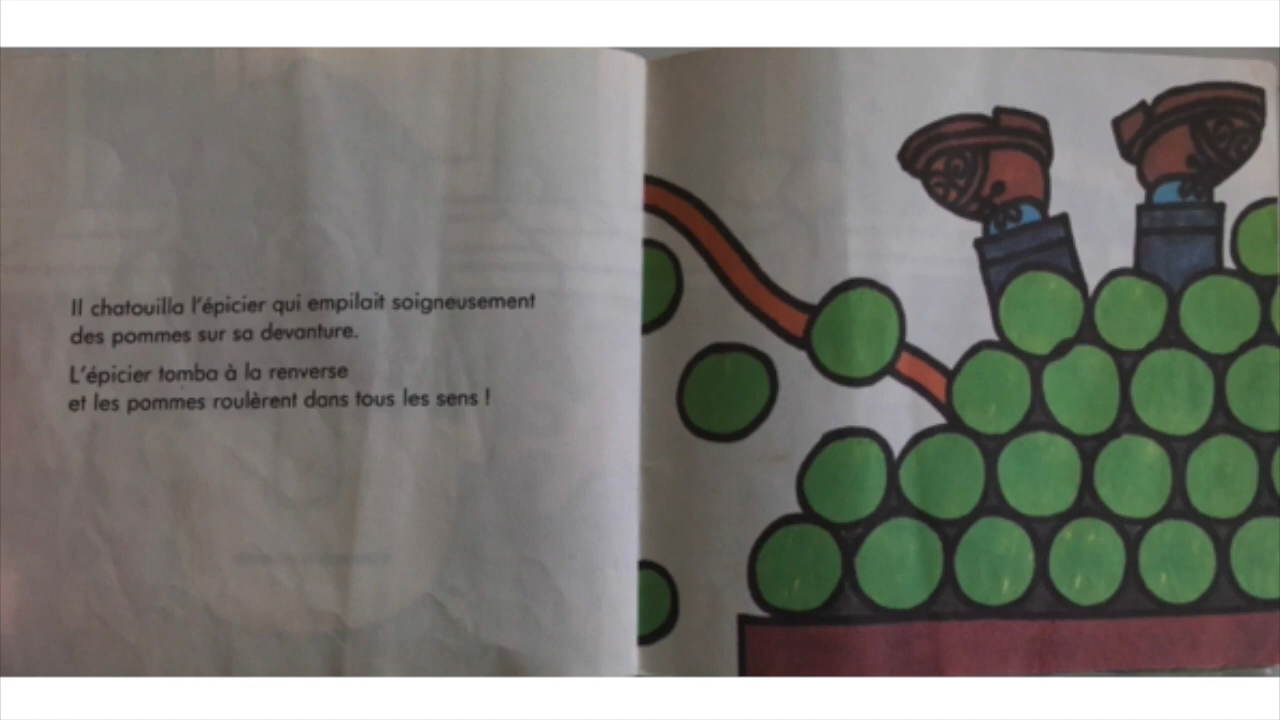 Il chatouilla l'épicier qui empilait soigneusement
des pommes sur sa devanture.
L'épicier tomba à la renverse
et les pommes roulèrent dans tous les sens !